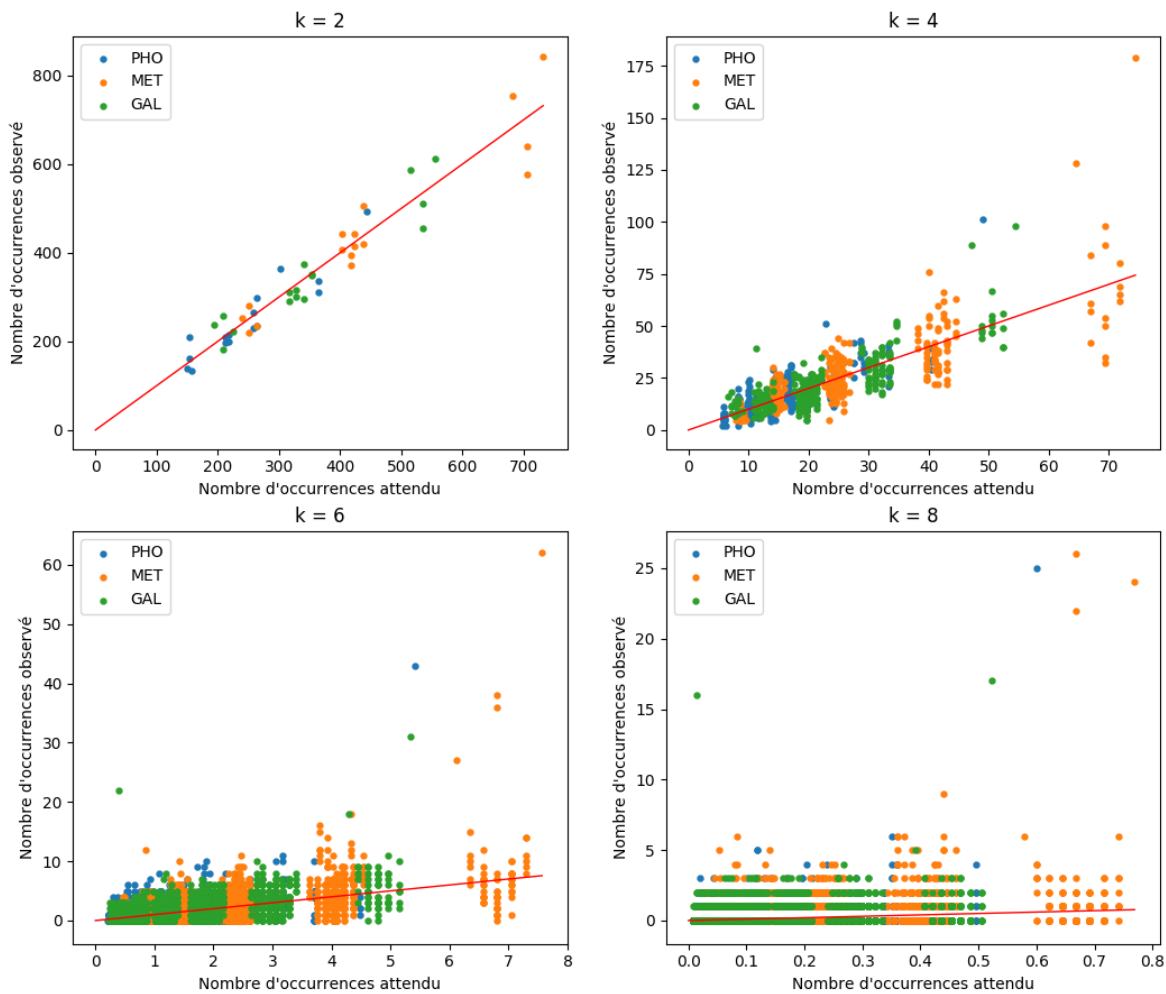 k = 2
Nombre d'occurrences observé
800
600
400
200
0
PHO
MET
GAL
0 100 200 300 400 500 600 700
Nombre d'occurrences attendu
k = 4
Nombre d'occurrences observé
175
150
125
100
75
50
25
0
PHO
MET
GAL
0 10 20 30 40 50 60 70
Nombre d'occurrences attendu
k = 6
Nombre d'occurrences observé
60
50
40
30
20
10
0
PHO
MET
GAL
0 1 2 3 4 5 6 7 8
Nombre d'occurrences attendu
k = 8
Nombre d'occurrences observé
25
20
15
10
5
0
PHO
MET
GAL
0.0 0.1 0.2 0.3 0.4 0.5 0.6 0.7 0.8
Nombre d'occurrences attendu